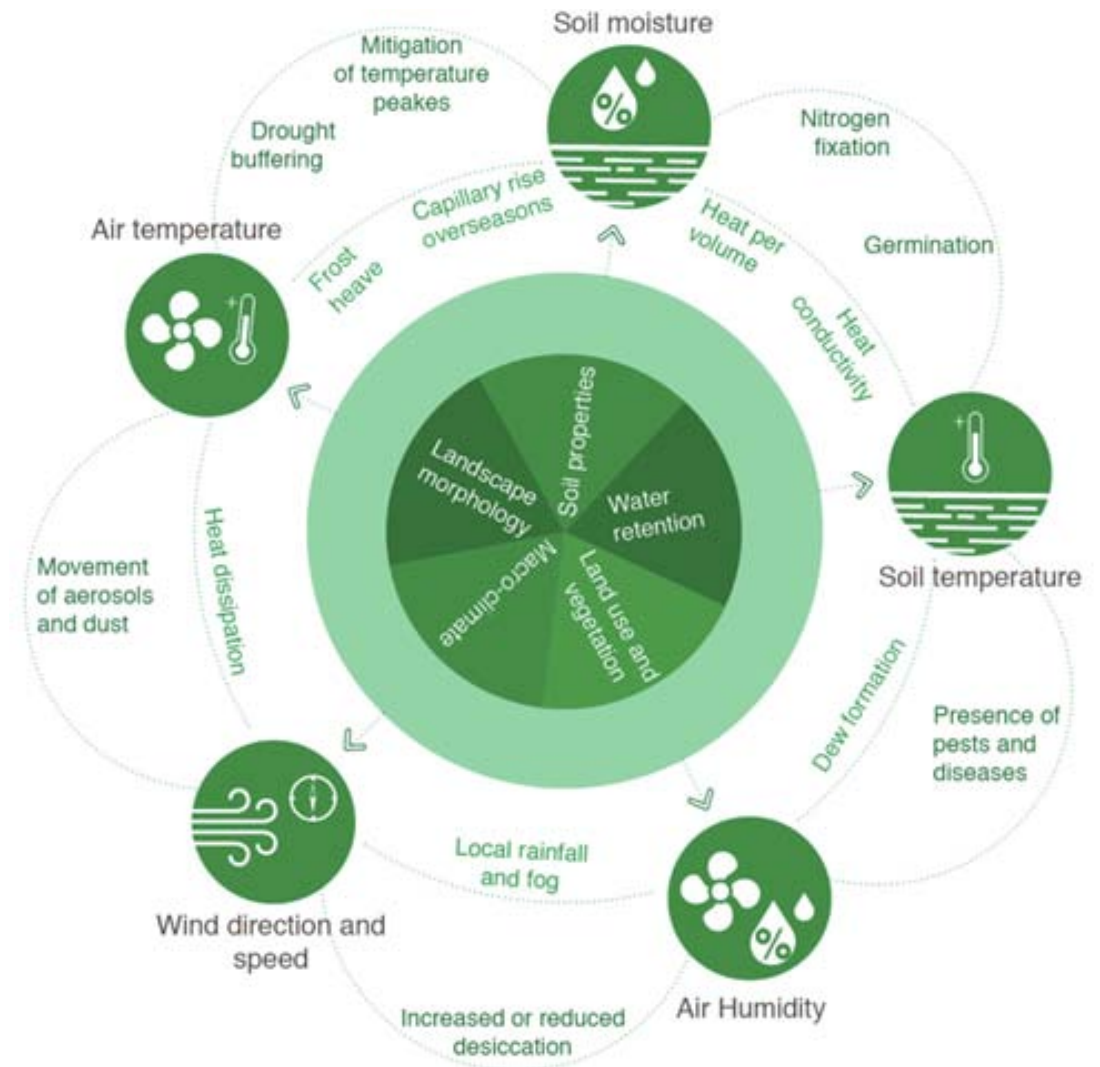 Soil moisture
Mitigation
of temperature
peakes
Drought
buffering
Nitrogen
fixation
Capillary rise
overseasons
Heat per
volume
Air temperature
Germination
Frost
heave
Heat
conductivity
Soil properties
Landscape
morphology
Water
retention
Macro-climate
Land use and
vegetation
Soil temperature
Heat dissipation
Movement
of aerosols
and dust
Dew formation
Presence of
pests and
diseases
Local rainfall
and fog
Wind direction and
speed
Air Humidity
Increased or reduced
desiccation